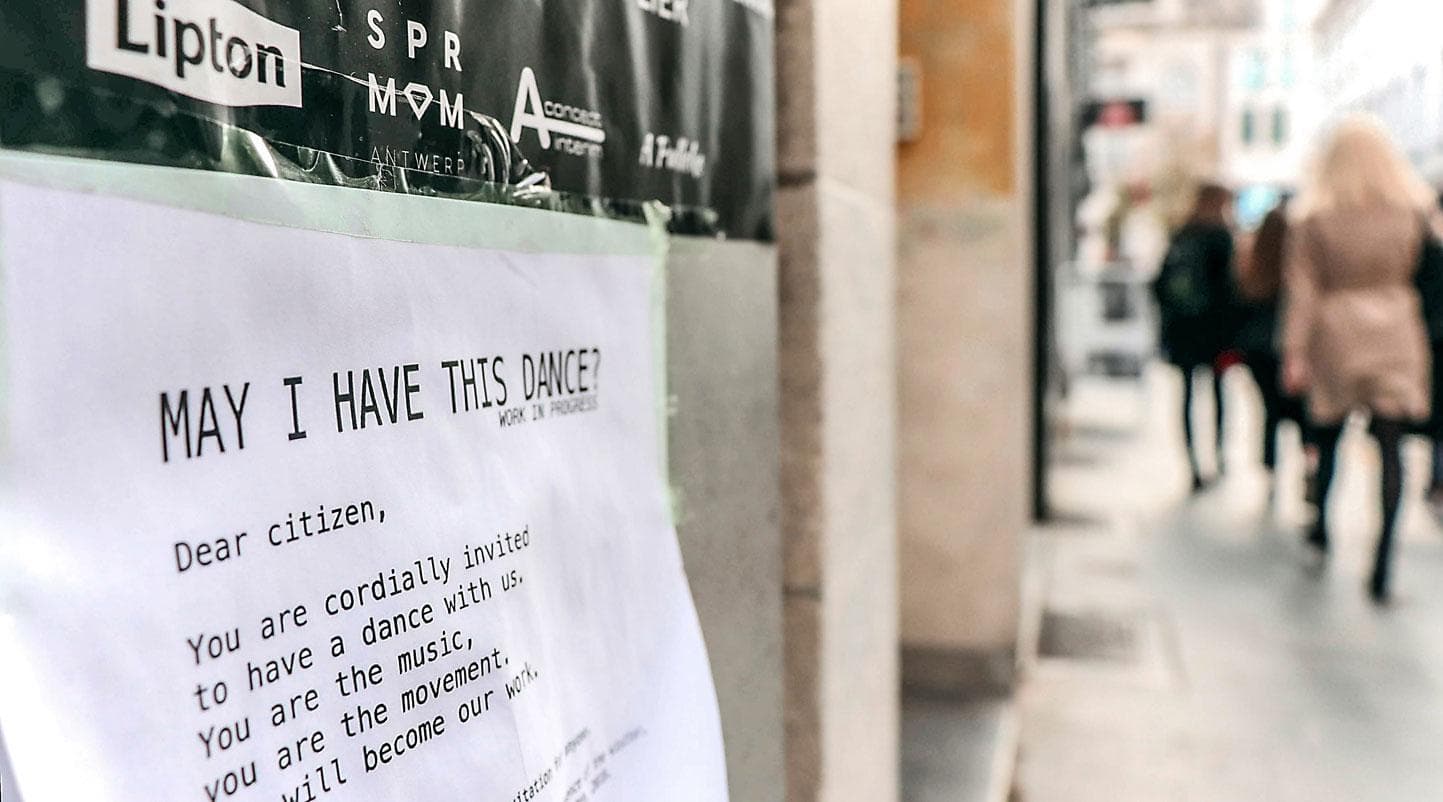 Lipton
SPR
MOM
ANTWERP
A concept
interim
MAY I HAVE THIS DANCE?
WORK IN PROGRESS
Dear citizen,
You are cordially invited
to have a dance with us.
You are the music,
you are the movement.
will become our work.